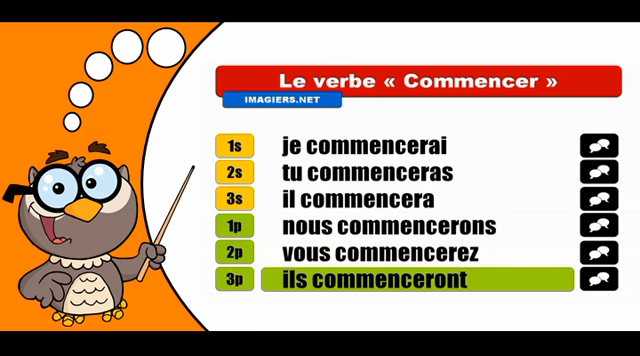 Le verbe « Commencer »
IMAGIERS.NET
1s je commencerai
2s tu commenceras
3s il commencera
1p nous commencerons
2p vous commencerez
3p ils commenceront